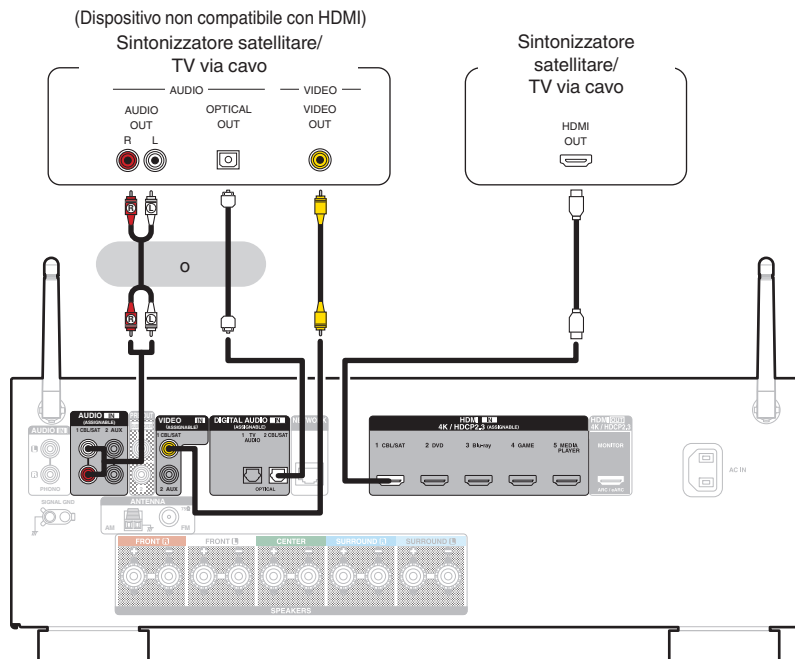 (Dispositivo non compatibile con HDMI)
Sintonizzatore satellitare/
TV via cavo
AUDIO
VIDEO
AUDIO
OUT
R L
OPTICAL
OUT
VIDEO
OUT
Sintonizzatore
satellitare/
TV via cavo
HDMI
OUT
R L
o
R L
AUDIO IN
PHONO
SIGNAL GND
AUDIO IN
(ASSIGNABLE)
1 CBL/SAT 2 AUX
VIDEO IN
(ASSIGNABLE)
1 CBL/SAT
2 AUX
DIGITAL AUDIO IN
(ASSIGNABLE)
1 TV
AUDIO
2 CBL/SAT
OPTICAL
NETWORK
HDMI IN
4K / HDCP2.3 (ASSIGNABLE)
1 CBL/SAT 2 DVD 3 Blu-ray 4 GAME 5 MEDIA
PLAYER
HDMI OUT
4K / HDCP2.3
MONITOR
ARC / eARC
AC IN
ANTENNA
AM
FM
FRONT R FRONT L CENTER SURROUND R SURROUND L
SPEAKERS